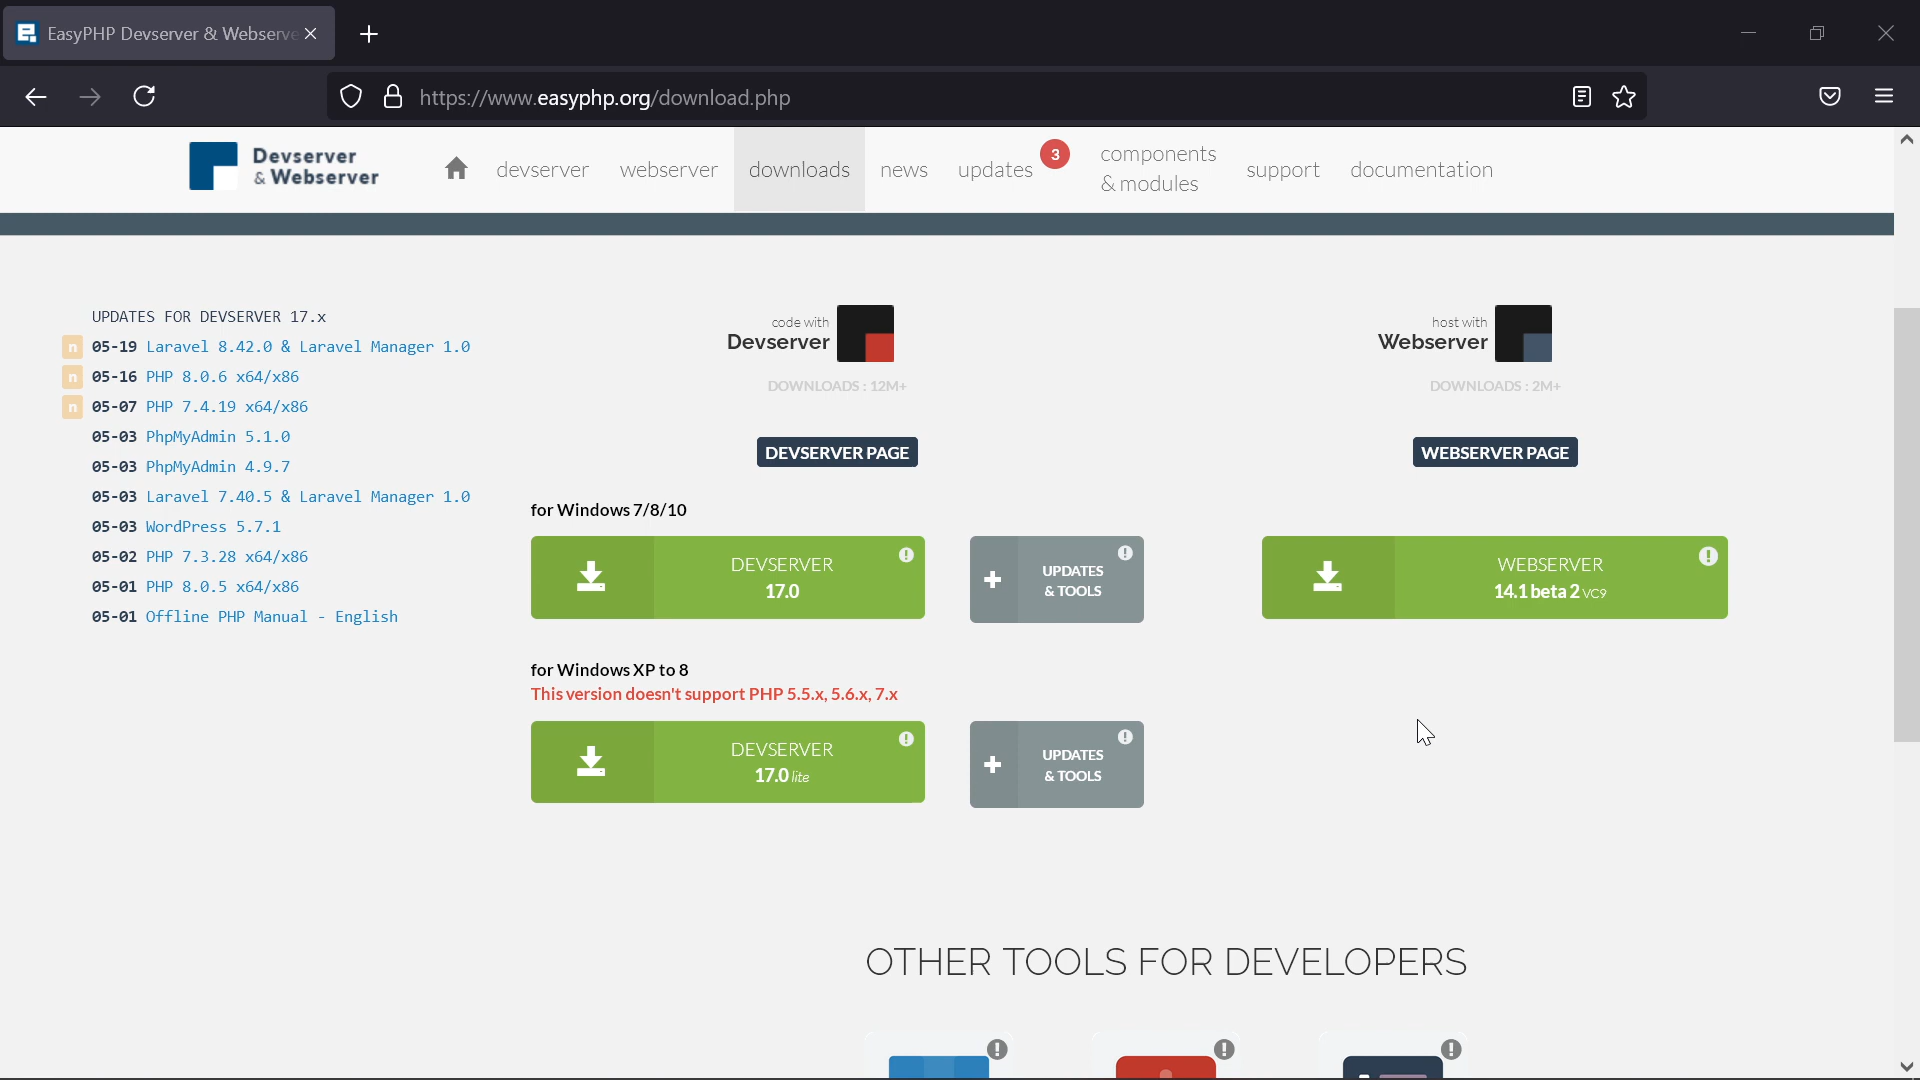 EasyPHP Devserver & Webserve
https://www.easyphp.org/download.php
Devserver
& Webserver
devserver
webserver
downloads
news
updates
3
components
& modules
support
documentation
UPDATES FOR DEVSERVER 17.x
n 05-19 Laravel 8.42.0 & Laravel Manager 1.0
n 05-16 PHP 8.0.6 x64/x86
n 05-07 PHP 7.4.19 x64/x86
05-03 PhpMyAdmin 5.1.0
05-03 PhpMyAdmin 4.9.7
05-03 Laravel 7.40.5 & Laravel Manager 1.0
05-03 WordPress 5.7.1
05-02 PHP 7.3.28 x64/x86
05-01 PHP 8.0.5 x64/x86
05-01 Offline PHP Manual - English
code with
Devserver
DOWNLOADS : 12M+
DEVSERVER PAGE
for Windows 7/8/10
DEVSERVER
17.0
UPDATES
& TOOLS
for Windows XP to 8
This version doesn't support PHP 5.5.x, 5.6.x, 7.x
DEVSERVER
17.0 lite
UPDATES
& TOOLS
host with
Webserver
DOWNLOADS : 2M+
WEBSERVER PAGE
WEBSERVER
14.1 beta 2 VC9
OTHER TOOLS FOR DEVELOPERS